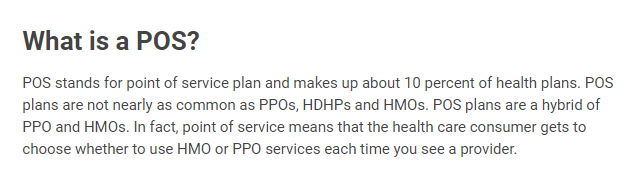 What is a POS?
POS stands for point of service plan and makes up about 10 percent of health plans. POS
plans are not nearly as common as PPOs, HDHPs and HMOs. POS plans are a hybrid of
PPO and HMOs. In fact, point of service means that the health care consumer gets to
choose whether to use HMO or PPO services each time you see a provider.